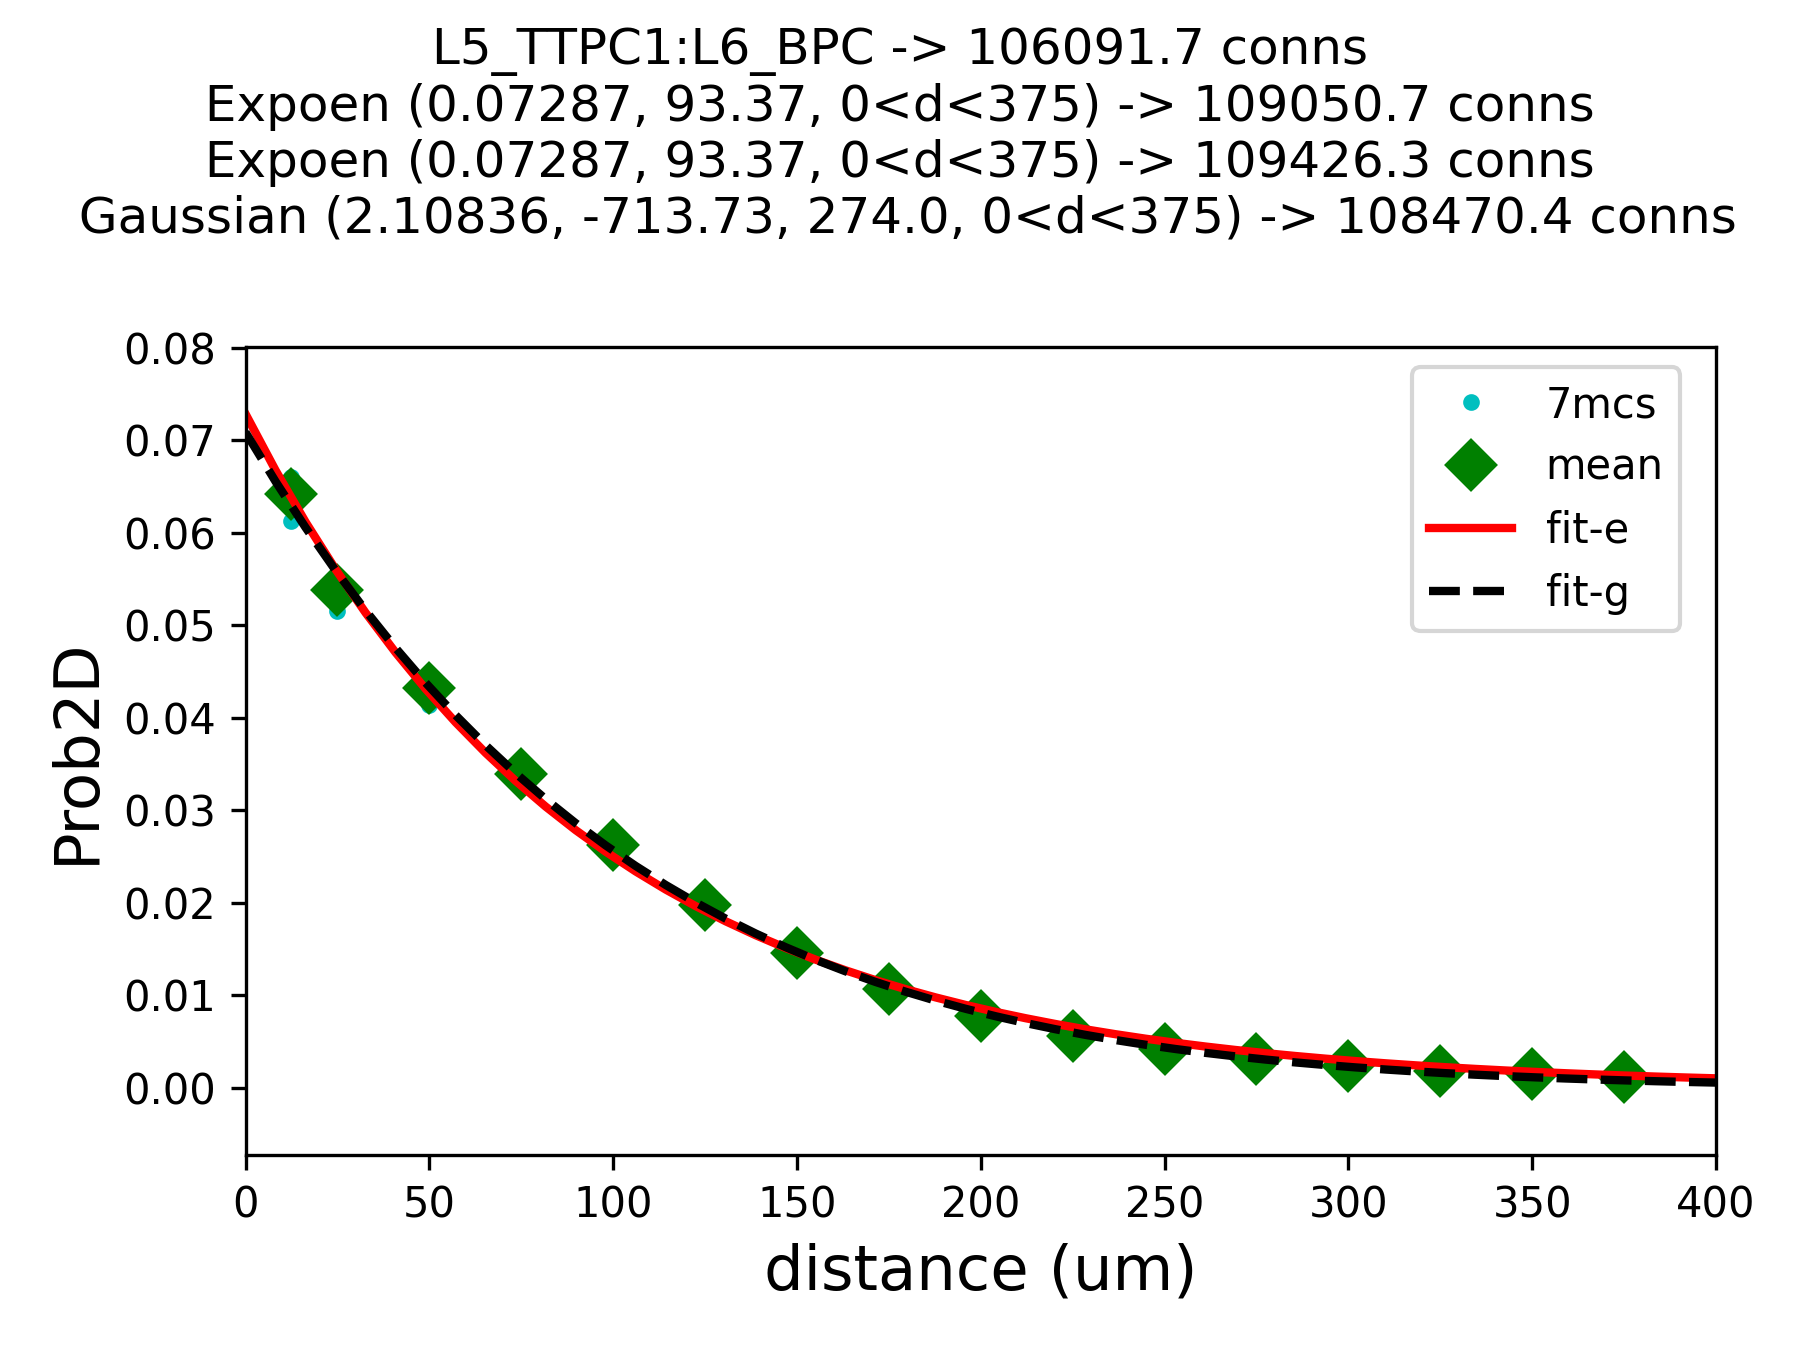 L5_TTPC1:L6_BPC -> 106091.7 conns
Expoen (0.07287, 93.37, 0<d<375) -> 109050.7 conns
Expoen (0.07287, 93.37, 0<d<375) -> 109426.3 conns
Gaussian (2.10836, -713.73, 274.0, 0<d<375) -> 108470.4 conns
0.08
0.07
0.06
0.05
0.04
0.03
0.02
0.01
0.00
Prob2D
7mcs
mean
fit-e
fit-g
0 50 100 150 200 250 300 350 400
distance (um)